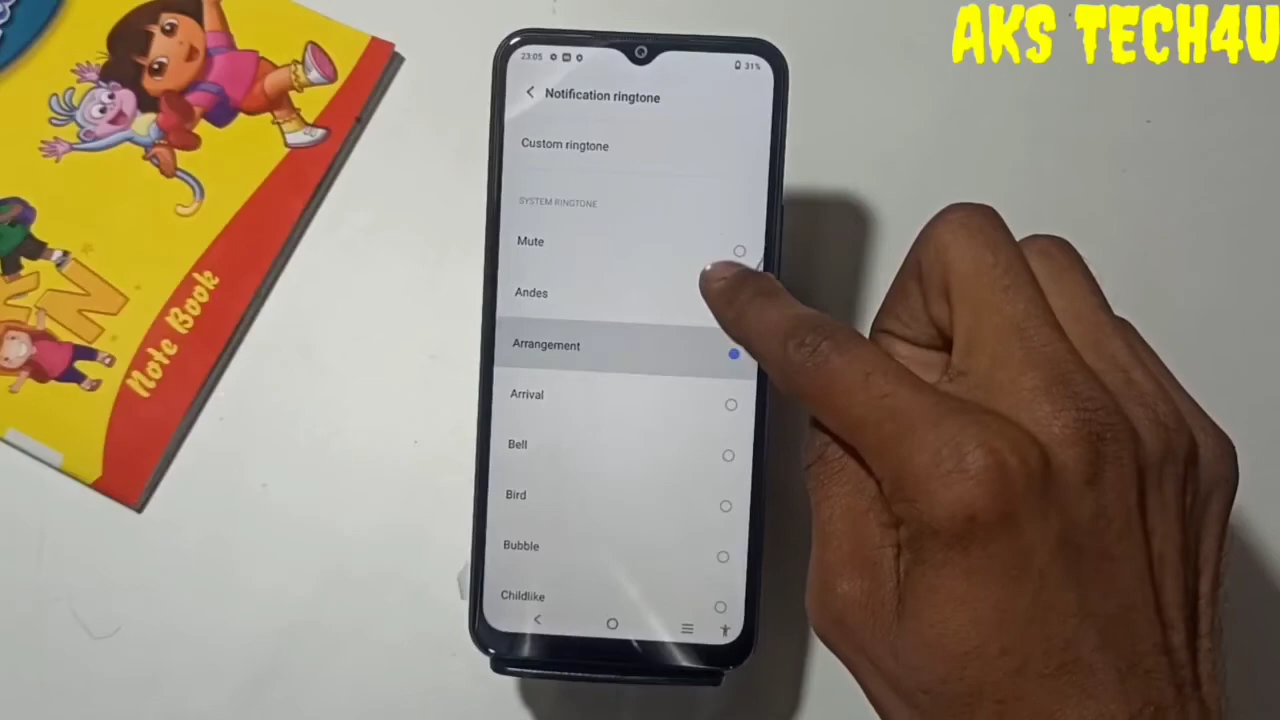 AKS TECH4U
23:05
31%
Notification ringtone
Custom ringtone
SYSTEM RINGTONE
Mute
Andes
Arrangement
Arrival
Bell
Bird
Bubble
Childlike
Note Book